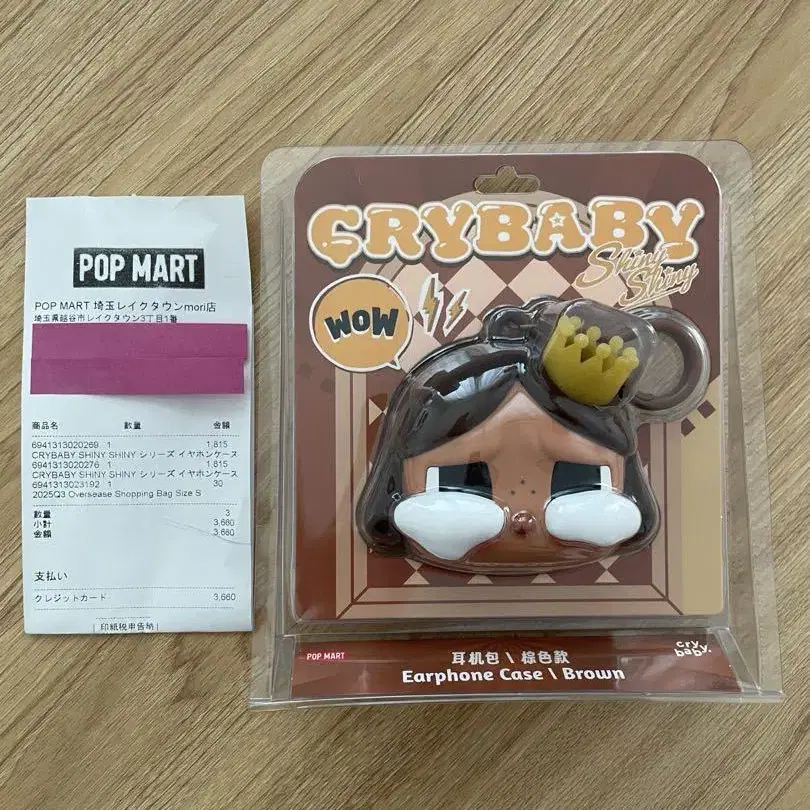 POP MART
POP MART 埼玉レイクタウンmori店
埼玉県越谷市レイクタウン3丁目1番
商品名 数量 金額
6941313020269 1 1,815
CRYBABY SHINY SHINY シリーズ イヤホンケース
6941313020276 1 1,815
CRYBABY SHINY SHINY シリーズ イヤホンケース
6941313023192 1 30
2025Q3 Oversease Shopping Bag Size S
数量 3
小計 3,660
金額 3,660
支払い
クレジットカード 3,660
印紙税申告納
CRYBABY
Shiny Shiny
WOW
POP MART
耳机包 \ 棕色款
Earphone Case \ Brown
cry baby.